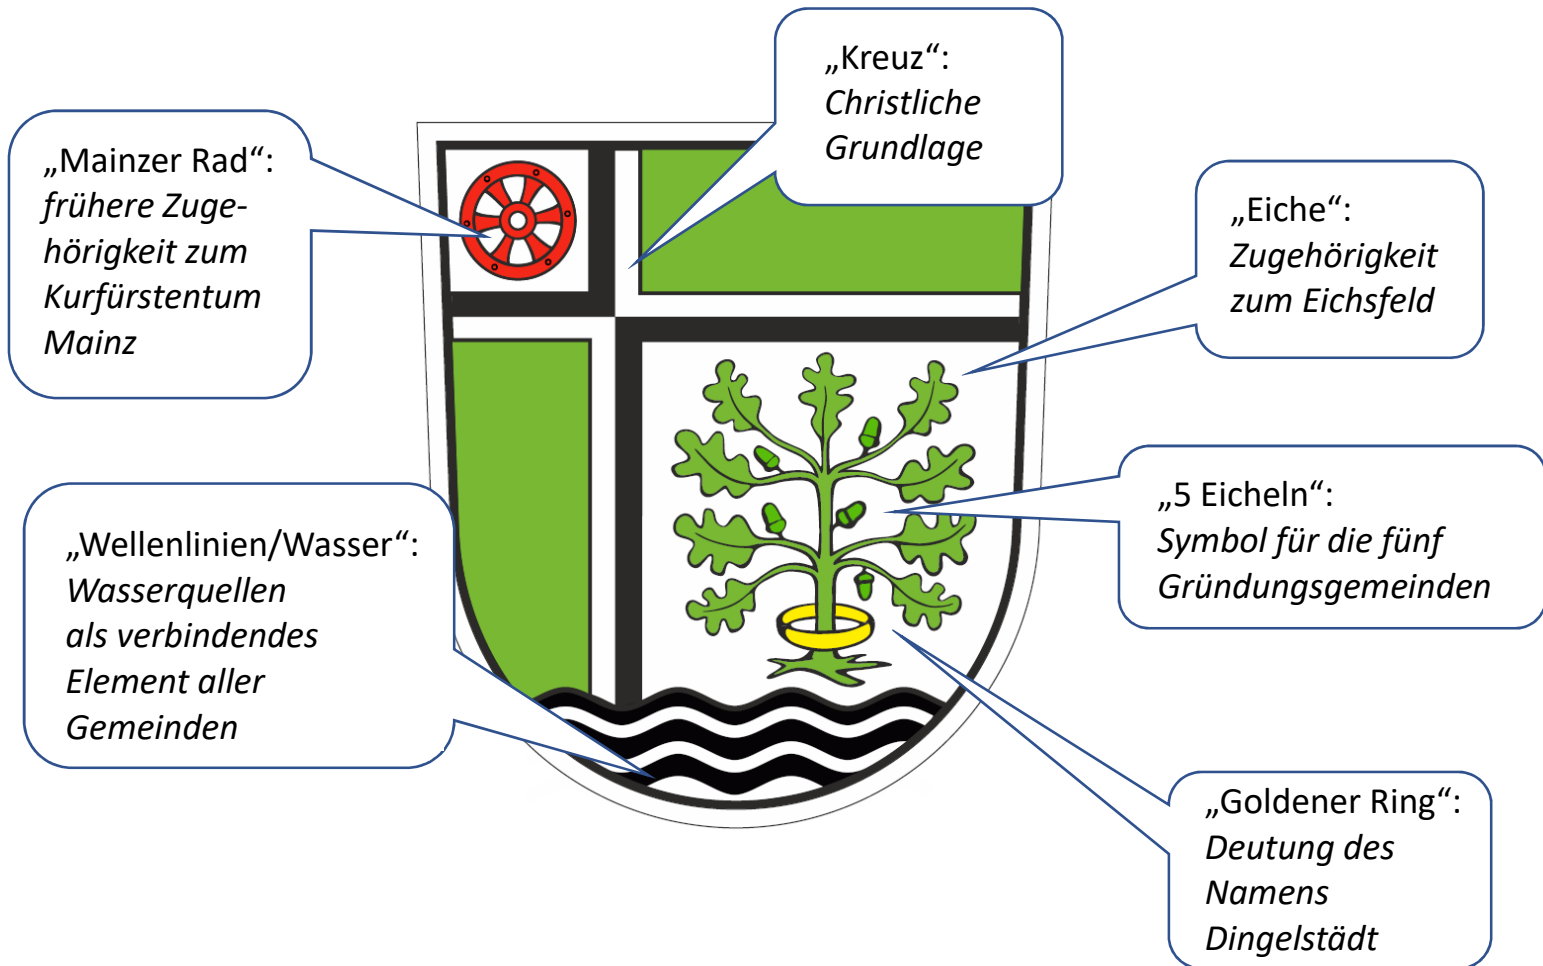 „Kreuz“:
Christliche
Grundlage
„Mainzer Rad“:
frühere Zuge-
hörigkeit zum
Kurfürstentum
Mainz
„Eiche“:
Zugehörigkeit
zum Eichsfeld
„5 Eicheln“:
Symbol für die fünf
Gründungsgemeinden
„Wellenlinien/Wasser“:
Wasserquellen
als verbindendes
Element aller
Gemeinden
„Goldener Ring“:
Deutung des
Namens
Dingelstädt